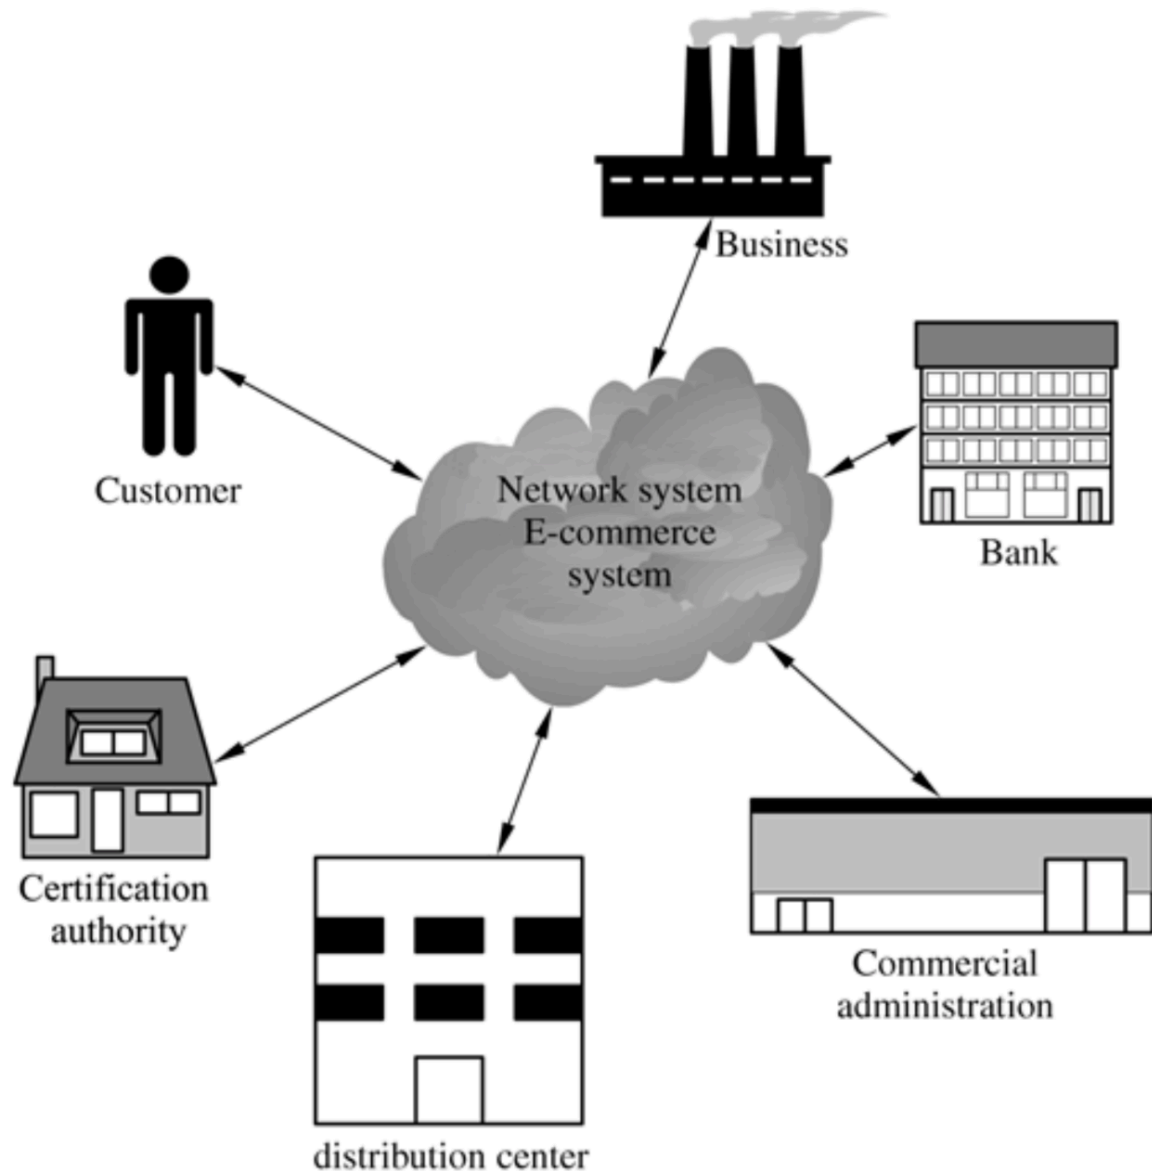 Business
Customer
Network system
E-commerce
system
Bank
Certification
authority
Commercial
administration
distribution center